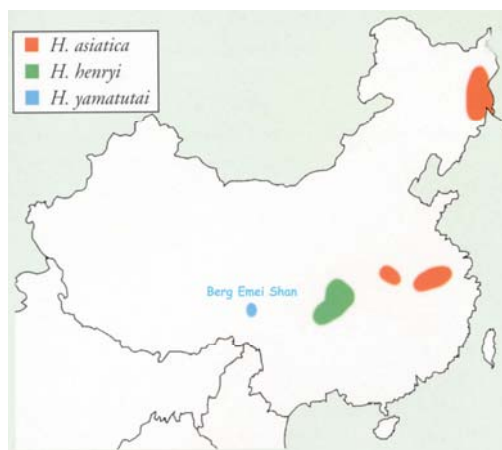 H. asiatica
H. henryi
H. yamatutai
Berg Emei Shan